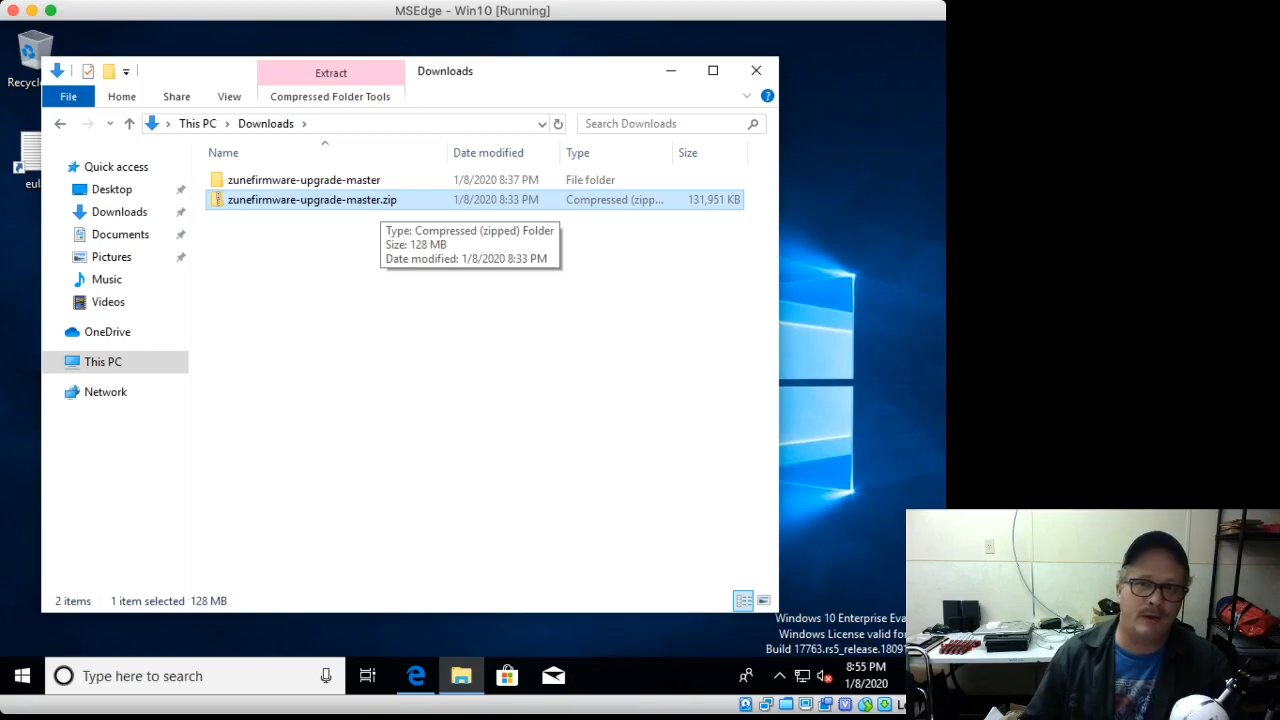 MSEdge - Win10 [Running]
Recycle
Extract
Downloads
File
Home
Share
View
Compressed Folder Tools
This PC
Downloads
Search Downloads
Name
Date modified
Type
Size
Quick access
Desktop
Downloads
Documents
Pictures
Music
Videos
OneDrive
This PC
Network
zunefirmware-upgrade-master
1/8/2020 8:37 PM
File folder
zunefirmware-upgrade-master.zip
1/8/2020 8:33 PM
Compressed (zipp...
131,951 KB
Type: Compressed (zipped) Folder
Size: 128 MB
Date modified: 1/8/2020 8:33 PM
eul
2 items
1 item selected
128 MB
Windows 10 Enterprise Eva
Windows License valid for
Build 17763.rs5_release.1809
Type here to search
8:55 PM
1/8/2020